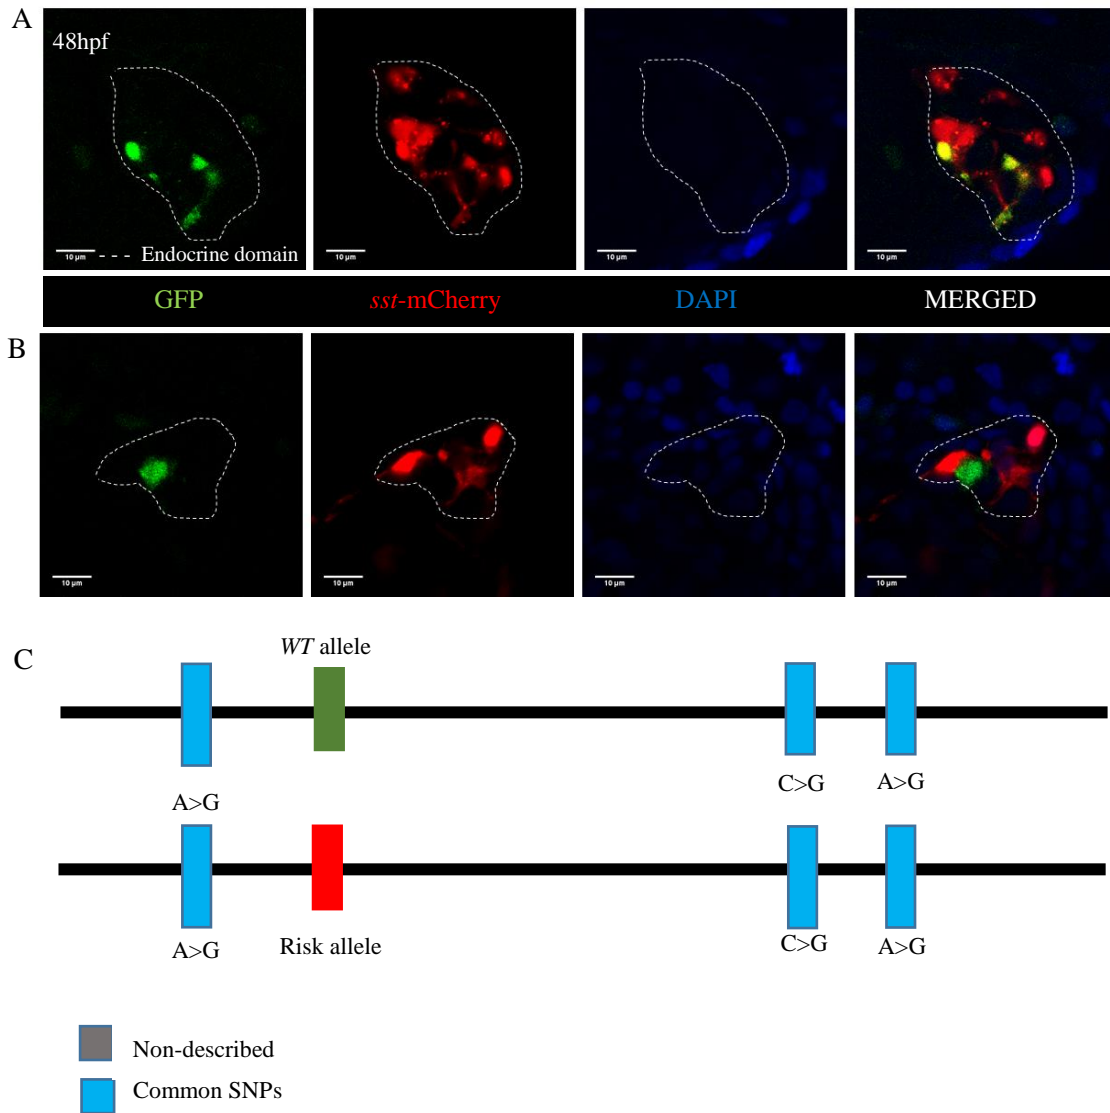 A
48hpf
10 µm
- - - Endocrine domain
10 µm
10 µm
10 µm
GFP
sst-mCherry
DAPI
MERGED
B
10 µm
10 µm
10 µm
10 µm
C
WT allele
A>G
C>G
A>G
A>G
Risk allele
C>G
A>G
Non-described
Common SNPs